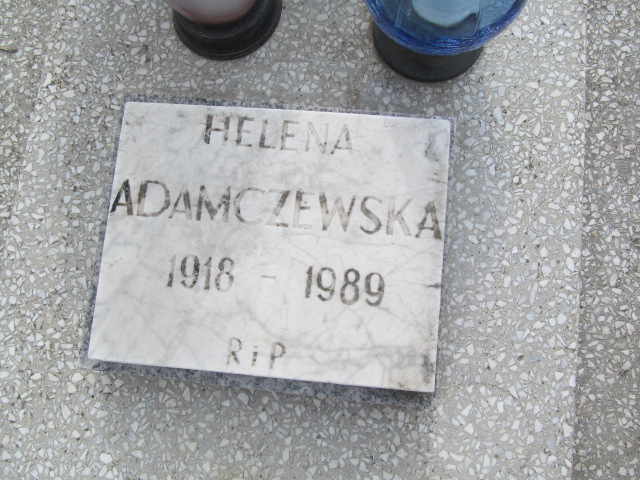 HELENA
ADAMCZEWSKA
1918 - 1989
RiP